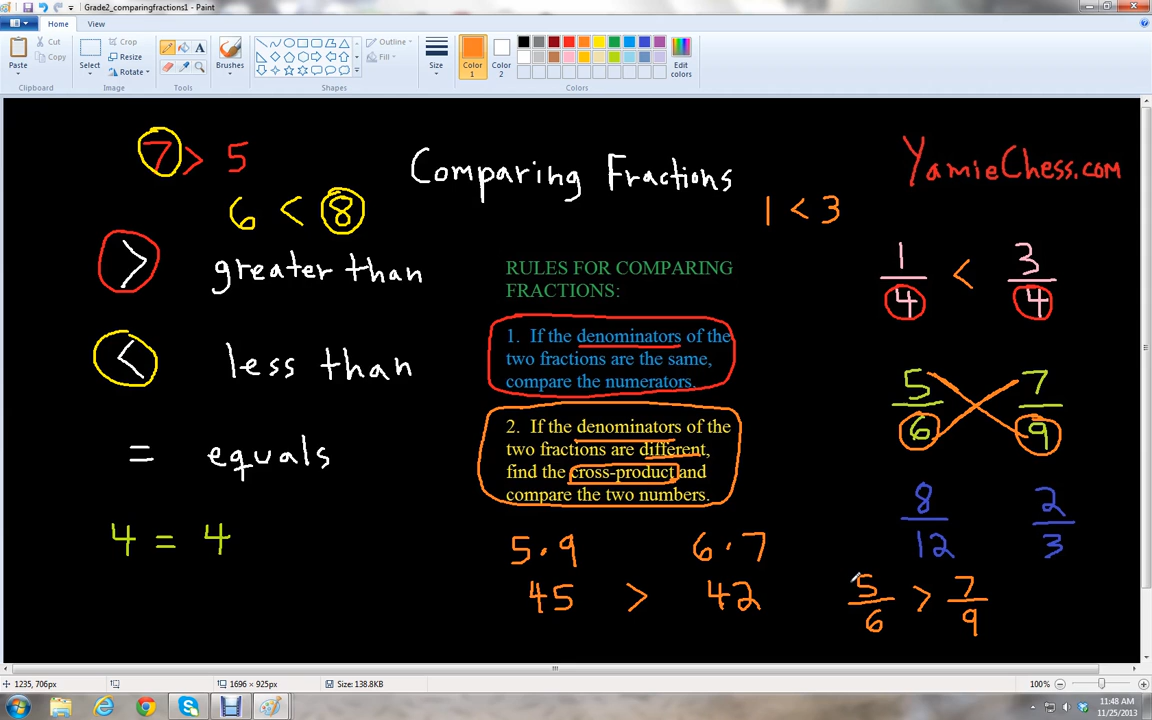 Grade2_comparingfractions1 - Paint
Home
View
Paste
Cut
Copy
Select
Crop
Resize
Rotate
A
Brushes
Outline
Fill
Size
Color 1
Color 2
Edit colors
Clipboard
Image
Tools
Shapes
Colors
7 > 5
Comparing Fractions
YamieChess.com
6 < 8
1 < 3
> greater than
RULES FOR COMPARING
FRACTIONS:
1/4 < 3/4
1. If the denominators of the
two fractions are the same,
compare the numerators.
< less than
5/6 7/9
2. If the denominators of the
two fractions are different,
find the cross-product and
compare the two numbers.
= equals
8/12 2/3
4 = 4
5·9 6·7
45 > 42
5/6 > 7/9
1235, 706px
1696 × 925px
Size: 138.8KB
100%
11:48 AM
11/25/2013